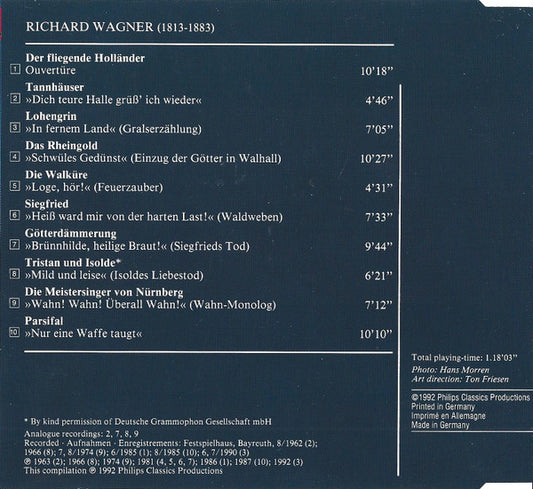 RICHARD WAGNER (1813-1883)
Der fliegende Holländer
1 Ouvertüre 10’18”
Tannhäuser
2 »Dich teure Halle grüß’ ich wieder« 4’46”
Lohengrin
3 »In fernem Land« (Gralserzählung) 7’05”
Das Rheingold
4 »Schwüles Gedünst« (Einzug der Götter in Walhall) 10’27”
Die Walküre
5 »Loge, hör!« (Feuerzauber) 4’31”
Siegfried
6 »Heiß ward mir von der harten Last!« (Waldweben) 7’33”
Götterdämmerung
7 »Brünnhilde, heilige Braut!« (Siegfrieds Tod) 9’44”
Tristan und Isolde*
8 »Mild und leise« (Isoldes Liebestod) 6’21”
Die Meistersinger von Nürnberg
9 »Wahn! Wahn! Überall Wahn!« (Wahn-Monolog) 7’12”
Parsifal
10 »Nur eine Waffe taugt« 10’10”
Total playing-time: 1.18’03”
Photo: Hans Morren
Art direction: Ton Friesen
©1992 Philips Classics Productions
Printed in Germany
Imprimé en Allemagne
Made in Germany
* By kind permission of Deutsche Grammophon Gesellschaft mbH
Analogue recordings: 2, 7, 8, 9
Recorded · Aufnahmen · Enregistrements: Festspielhaus, Bayreuth, 8/1962 (2);
1966 (8); 7, 8/1974 (9); 6/1985 (1); 8/1985 (10); 6, 7/1990 (3)
℗ 1963 (2); 1966 (8); 1974 (9); 1981 (4, 5, 6, 7); 1986 (1); 1987 (10); 1992 (3)
This compilation ℗ 1992 Philips Classics Productions